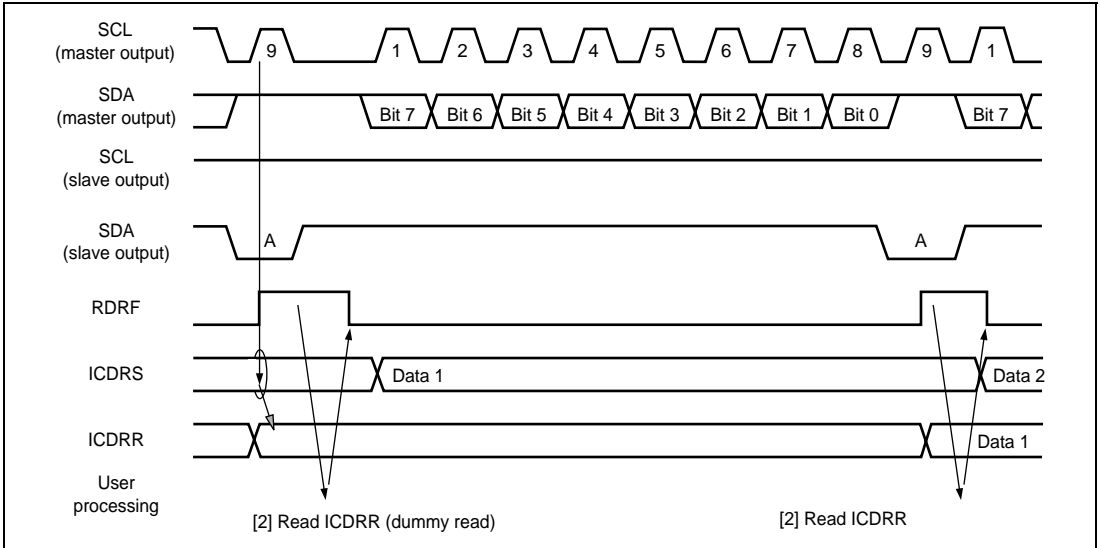 SCL
(master output)
9 1 2 3 4 5 6 7 8 9 1
SDA
(master output)
Bit 7 Bit 6 Bit 5 Bit 4 Bit 3 Bit 2 Bit 1 Bit 0 Bit 7
SCL
(slave output)
SDA
(slave output)
A A
RDRF
ICDRS
Data 1 Data 2
ICDRR
Data 1
User
processing
[2] Read ICDRR (dummy read) [2] Read ICDRR